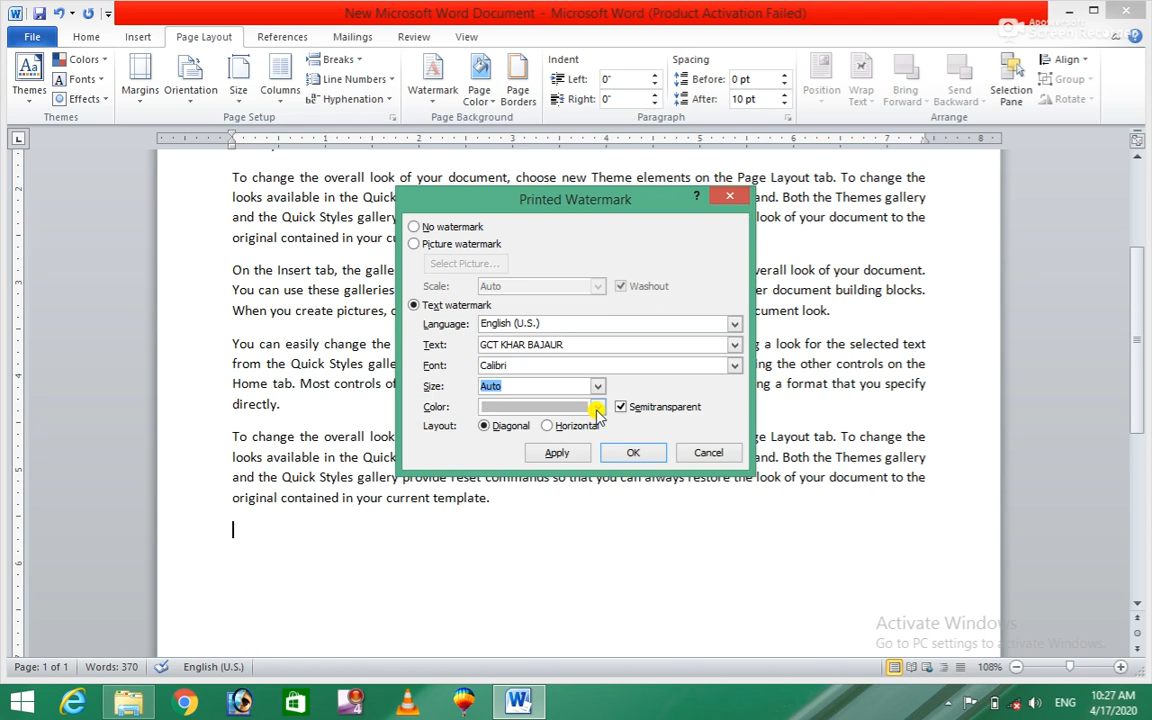 New Microsoft Word Document - Microsoft Word (Product Activation Failed)
File Home Insert Page Layout References Mailings Review View
Screen Recorder
Themes Colors Fonts Effects
Margins Orientation Size Columns Breaks Line Numbers Hyphenation
Watermark Page Color Page Borders
Indent Left: 0" Right: 0"
Spacing Before: 0 pt After: 10 pt
Position Wrap Text Bring Forward Send Backward Selection Pane Align Group Rotate
Themes Page Setup Page Background Paragraph Arrange
1 2 3 4 5 6 7 8
To change the overall look of your document, choose new Theme elements on the Page Layout tab. To change the
looks available in the Quick and. Both the Themes gallery
and the Quick Styles gallery look of your document to the
original contained in your
On the Insert tab, the galle verall look of your document.
You can use these galleries er document building blocks.
When you create pictures, cument look.
You can easily change the g a look for the selected text
from the Quick Styles galle ing the other controls on the
Home tab. Most controls of ng a format that you specify
directly.
To change the overall look ge Layout tab. To change the
looks available in the Quick and. Both the Themes gallery
and the Quick Styles gallery provide reset commands so that you can always restore the look of your document to the
original contained in your current template.
Printed Watermark ?
No watermark
Picture watermark
Select Picture...
Scale: Auto Washout
Text watermark
Language: English (U.S.)
Text: GCT KHAR BAJAUR
Font: Calibri
Size: Auto
Color: Semitransparent
Layout: Diagonal Horizontal
Apply OK Cancel
Activate Windows
Go to PC settings to activate Windows.
Page: 1 of 1 Words: 370 English (U.S.) 108%
ENG 10:27 AM
4/17/2020